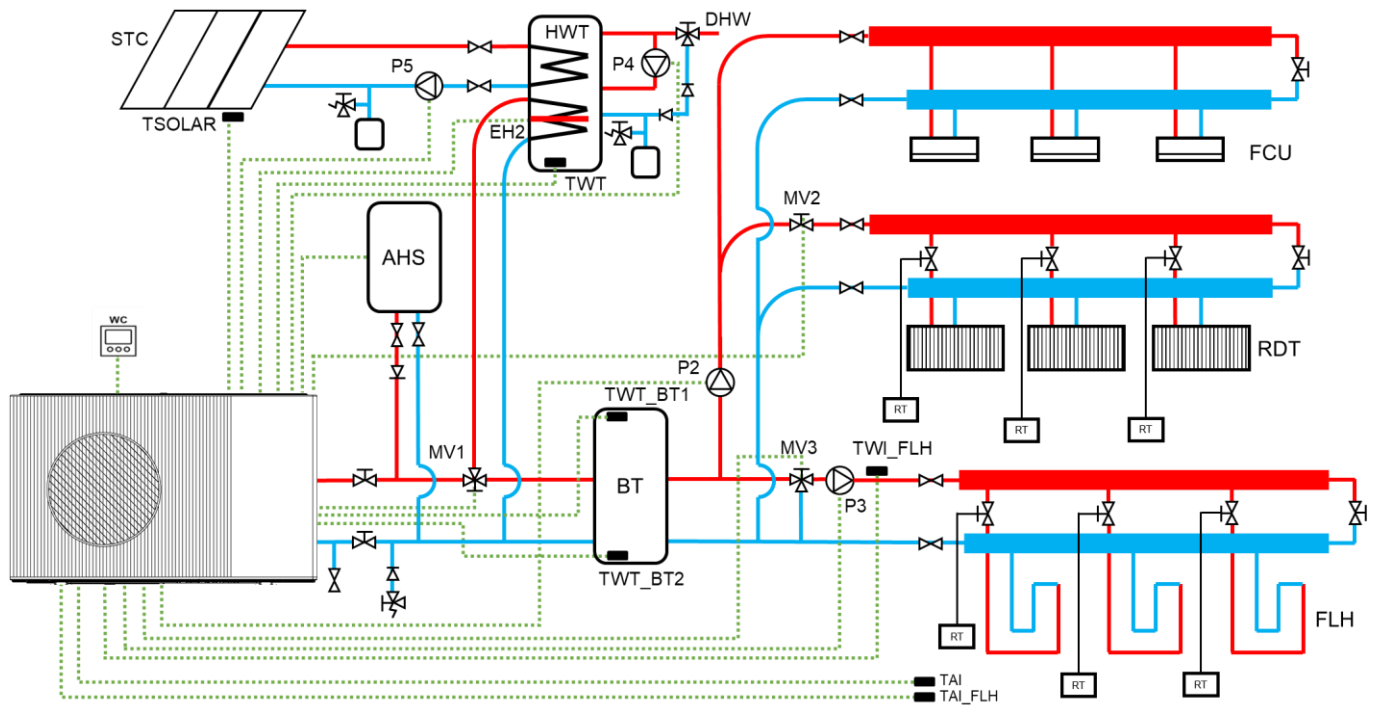 STC
HWT
DHW
P5
P4
TSOLAR
EH2
TWT
FCU
MV2
AHS
WC
RDT
P2
TWT_BT1
RT
RT
RT
MV1
MV3
TWI_FLH
BT
P3
TWT_BT2
FLH
RT
RT
RT
TAI
TAI_FLH